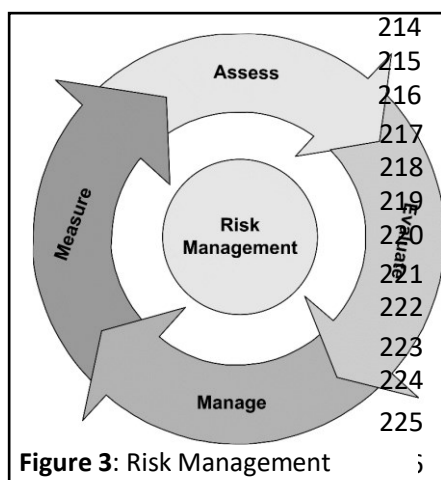 214
Assess
215
216
217
218
219
Measure
Evaluate
Risk
Management
220
221
222
223
224
Manage
225
Figure 3: Risk Management